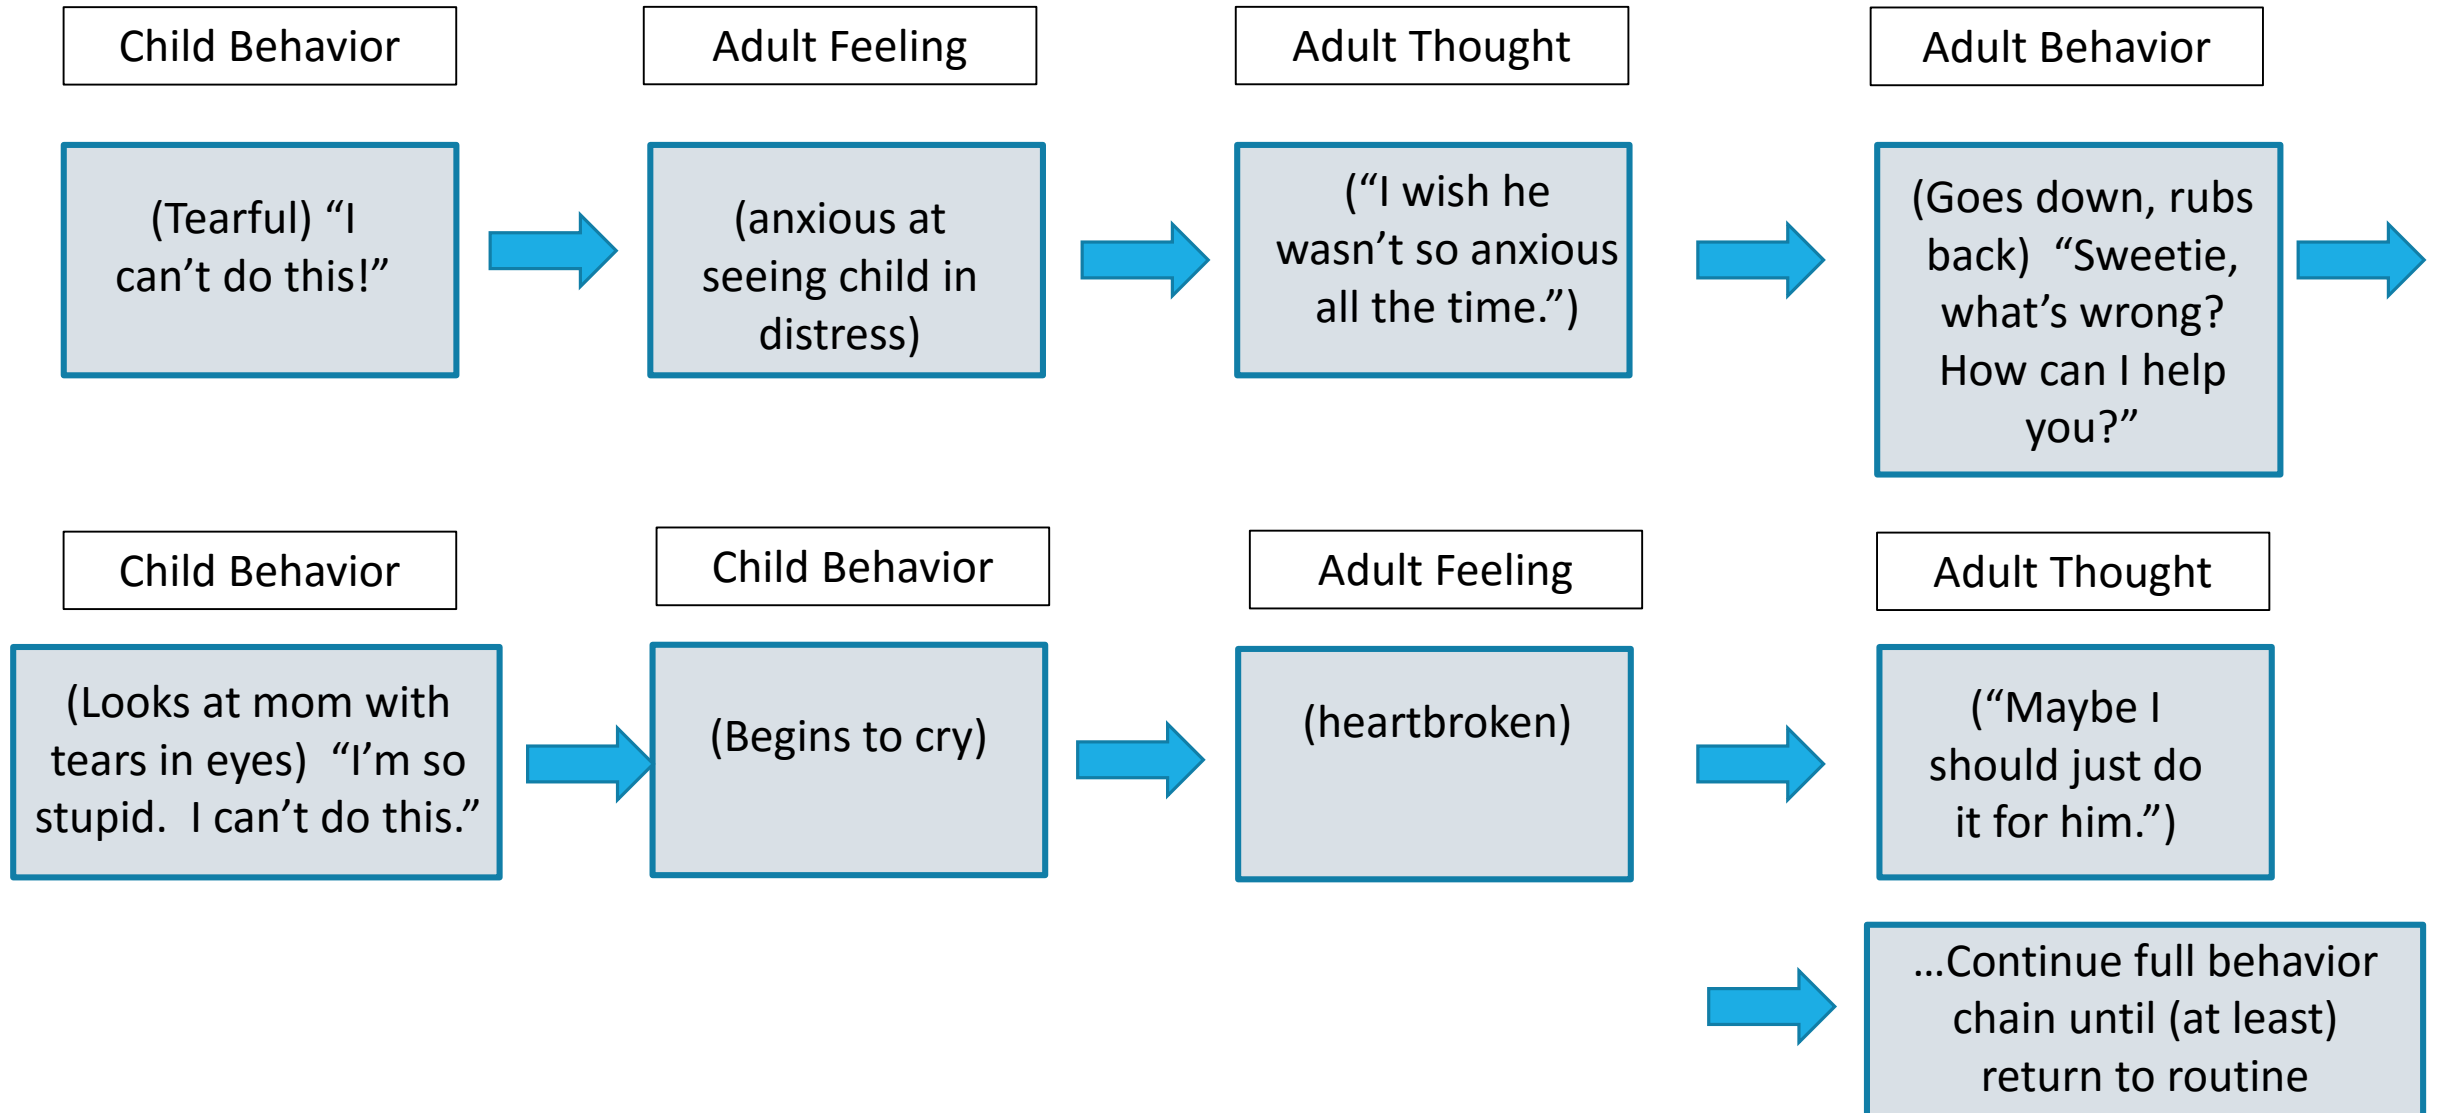 Child Behavior
Adult Feeling
Adult Thought
Adult Behavior
(Tearful) “I
can’t do this!”
(anxious at
seeing child in
distress)
(“I wish he
wasn’t so anxious
all the time.”)
(Goes down, rubs
back)  “Sweetie,
what’s wrong?
How can I help
you?”
Child Behavior
Child Behavior
Adult Feeling
Adult Thought
(Looks at mom with
tears in eyes)  “I’m so
stupid.  I can’t do this.”
(Begins to cry)
(heartbroken)
(“Maybe I
should just do
it for him.”)
…Continue full behavior
chain until (at least)
return to routine